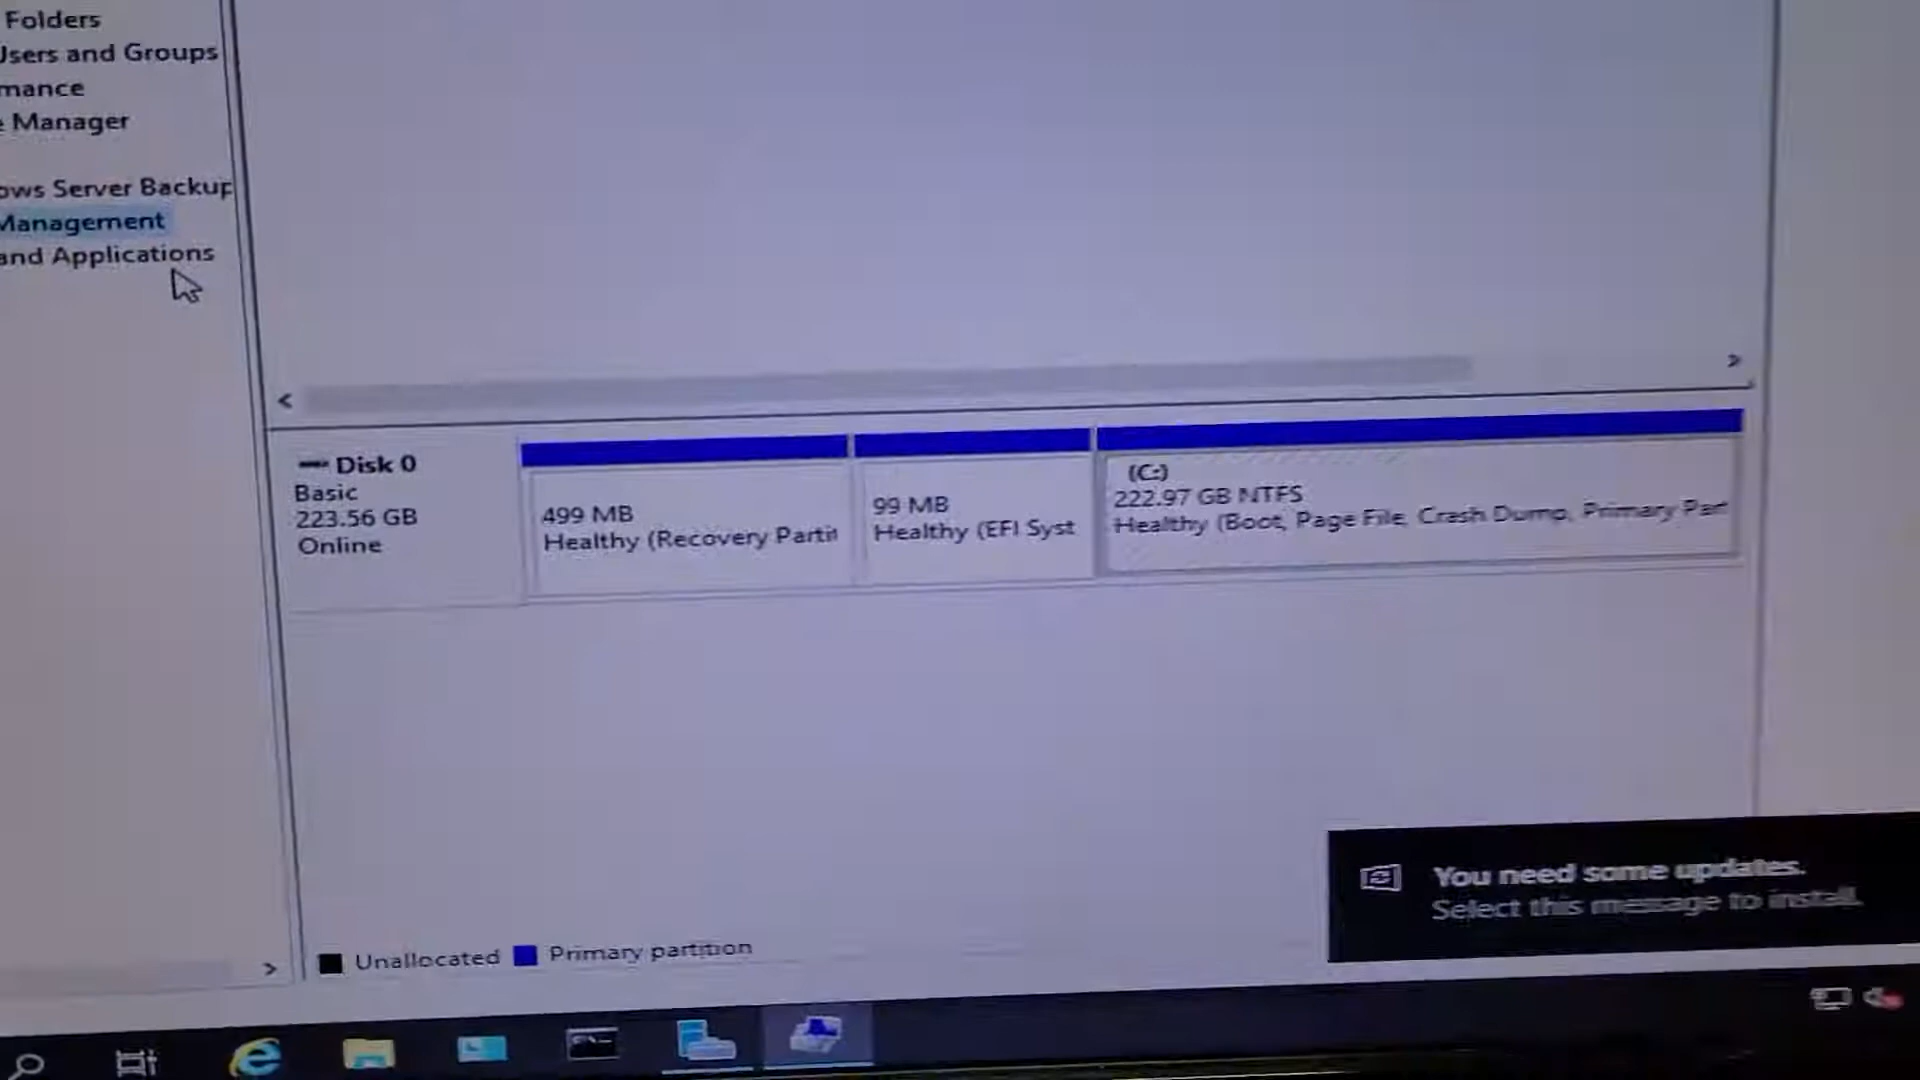 Folders
Users and Groups
mance
Manager
ows Server Backup
Management
and Applications
Disk 0
Basic
223.56 GB
Online
499 MB
Healthy (Recovery Partit
99 MB
Healthy (EFI Syst
(C:)
222.97 GB NTFS
Healthy (Boot, Page File, Crash Dump, Primary Part
Unallocated
Primary partition
You need some updates.
Select this message to install.